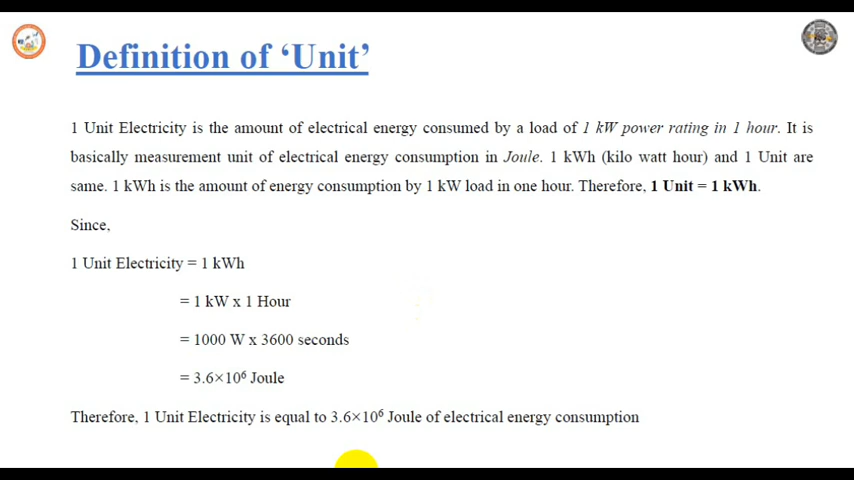 Definition of ‘Unit’
1 Unit Electricity is the amount of electrical energy consumed by a load of 1 kW power rating in 1 hour. It is
basically measurement unit of electrical energy consumption in Joule. 1 kWh (kilo watt hour) and 1 Unit are
same. 1 kWh is the amount of energy consumption by 1 kW load in one hour. Therefore, 1 Unit = 1 kWh.
Since,
1 Unit Electricity = 1 kWh
= 1 kW x 1 Hour
= 1000 W x 3600 seconds
= 3.6×10⁶ Joule
Therefore, 1 Unit Electricity is equal to 3.6×10⁶ Joule of electrical energy consumption